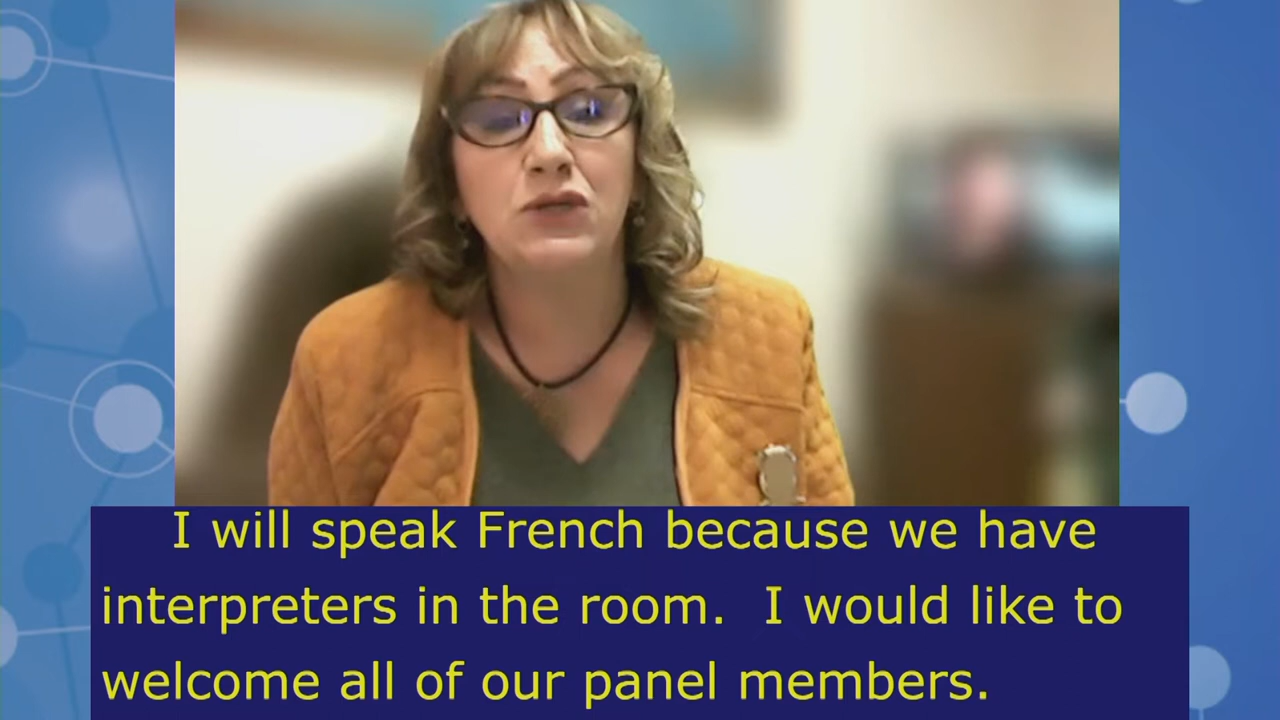 I will speak French because we have
interpreters in the room.  I would like to
welcome all of our panel members.